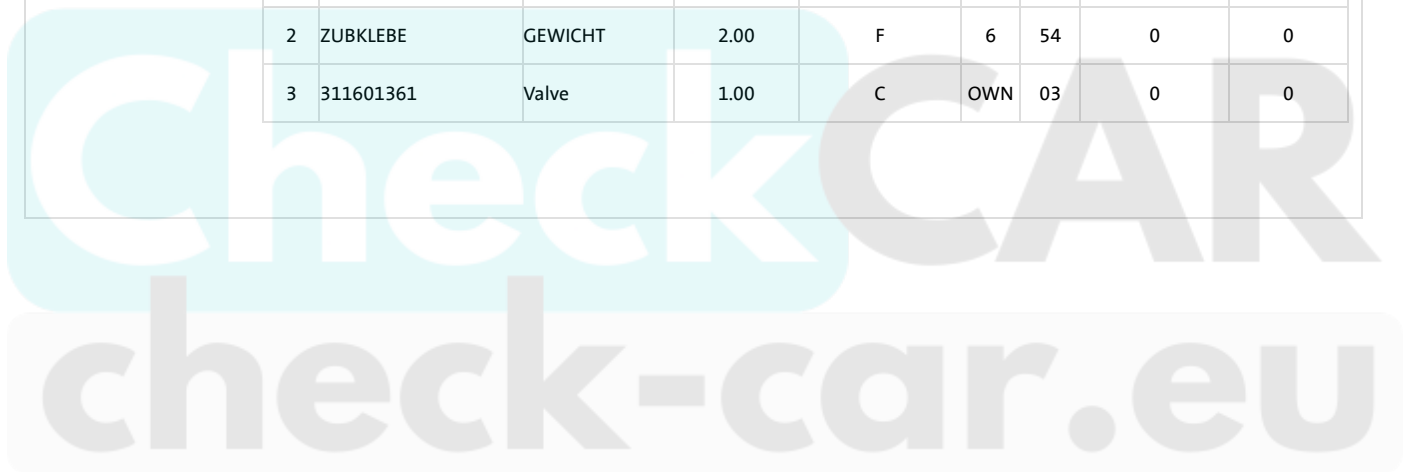 2 ZUBKLEBE GEWICHT 2.00 F 6 54 0 0
3 311601361 Valve 1.00 C OWN 03 0 0
CheckCAR
check-car.eu